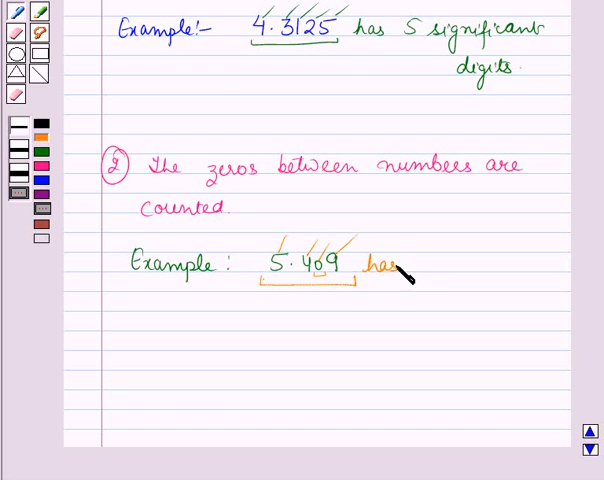 Example:- 4.3125 has 5 significant
digits.
② The zeros between numbers are
counted.
Example: 5.409 has